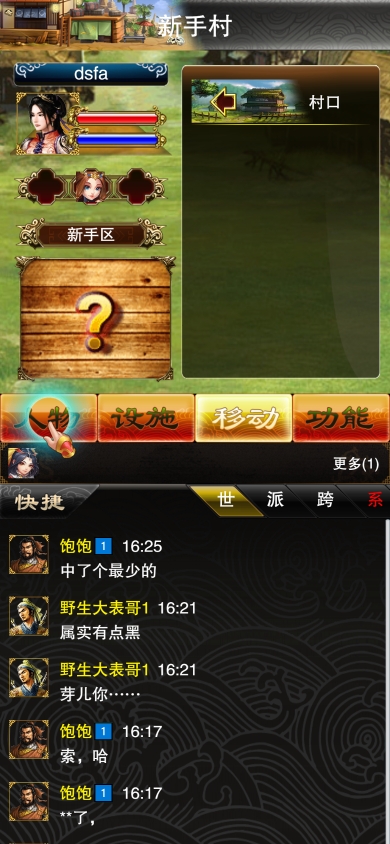 新手村
dsfa
村口
新手区
?
人物
设施
移动
功能
更多(1)
快捷
世
派
跨
系
饱饱 1 16:25
中了个最少的
野生大表哥1 16:21
属实有点黑
野生大表哥1 16:21
芽儿你……
饱饱 1 16:17
索，哈
饱饱 1 16:17
**了，